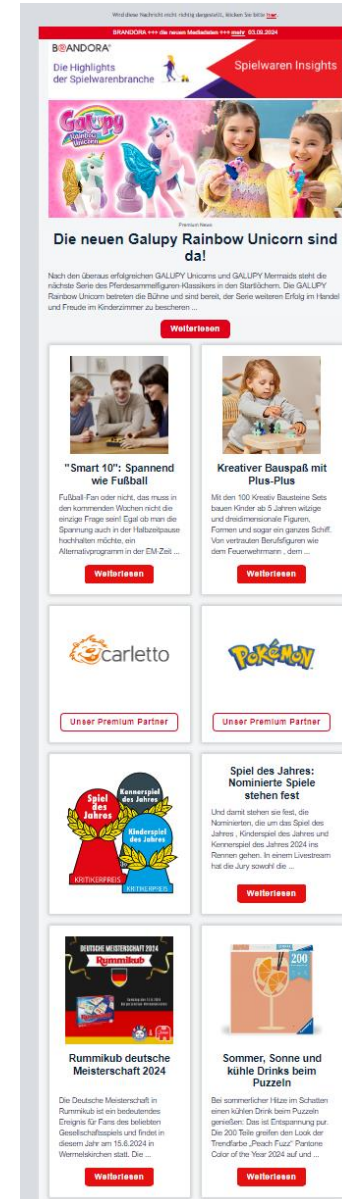 Wird diese Nachricht nicht richtig dargestellt, klicken Sie bitte hier.
BRANDORA +++ die neuen Mediadaten +++ mehr 03.06.2024
BRANDORA
Die Highlights
der Spielwarenbranche
Spielwaren Insights
Galupy
Rainbow
Unicorn
Premium News
Die neuen Galupy Rainbow Unicorn sind
da!
Nach den überaus erfolgreichen GALUPY Unicorns und GALUPY Mermaids steht die
nächste Serie des Pferdesammelfiguren-Klassikers in den Startlöchern. Die GALUPY
Rainbow Unicorn betreten die Bühne und sind bereit, der Serie weiteren Erfolg im Handel
und Freude im Kinderzimmer zu bescheren ...
Weiterlesen
"Smart 10": Spannend
wie Fußball
Fußball-Fan oder nicht, das muss in
den kommenden Wochen nicht die
einzige Frage sein! Egal ob man die
Spannung auch in der Halbzeitpause
hochhalten möchte, ein
Alternativprogramm in der EM-Zeit ...
Weiterlesen
Kreativer Bauspaß mit
Plus-Plus
Mit den 100 Kreativ Bausteine Sets
bauen Kinder ab 5 Jahren witzige
und dreidimensionale Figuren,
Formen und sogar ein ganzes Schiff.
Von vertrauten Berufsfiguren wie
dem Feuerwehrmann , dem ...
Weiterlesen
carletto
Unser Premium Partner
POKéMON
Unser Premium Partner
Spiel
des
Jahres
Kennerspiel
des Jahres
Kinderspiel
des Jahres
KRITIKERPREIS
KRITIKERPREIS
Spiel des Jahres:
Nominierte Spiele
stehen fest
Und damit stehen sie fest, die
Nominierten, die um das Spiel des
Jahres , Kinderspiel des Jahres und
Kennerspiel des Jahres 2024 ins
Rennen gehen. In einem Livestream
hat die Jury sowohl die ...
Weiterlesen
DEUTSCHE MEISTERSCHAFT 2024
Rummikub
Rummikub deutsche
Meisterschaft 2024
Die Deutsche Meisterschaft in
Rummikub ist ein bedeutendes
Ereignis für Fans des beliebten
Gesellschaftsspiels und findet in
diesem Jahr am 15.6.2024 in
Wermelskirchen statt. Die ...
Weiterlesen
200
Sommer, Sonne und
kühle Drinks beim
Puzzeln
Bei sommerlicher Hitze im Schatten
einen kühlen Drink beim Puzzeln
genießen: Das ist Entspannung pur.
Die 200 Teile greifen den Look der
Trendfarbe „Peach Fuzz" Pantone
Color of the Year 2024 auf und ...
Weiterlesen